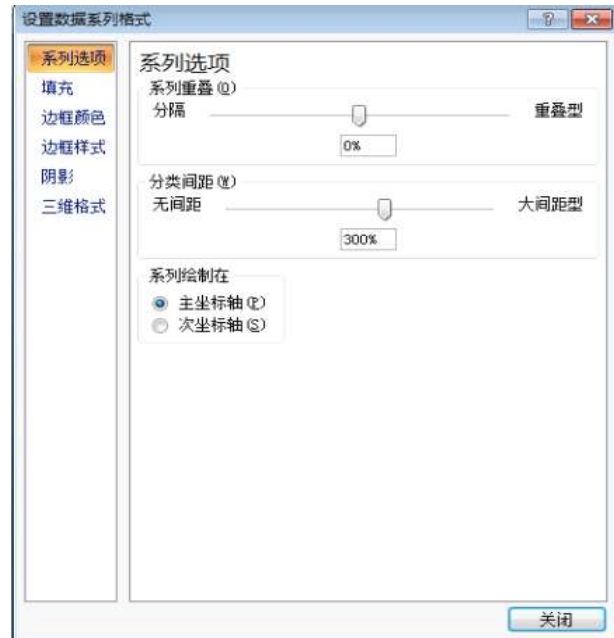 设置数据系列格式
系列选项
填充
边框颜色
边框样式
阴影
三维格式
系列选项
系列重叠(O)
分隔 重叠型
0%
分类间距(W)
无间距 大间距型
300%
系列绘制在
主坐标轴(P)
次坐标轴(S)
关闭